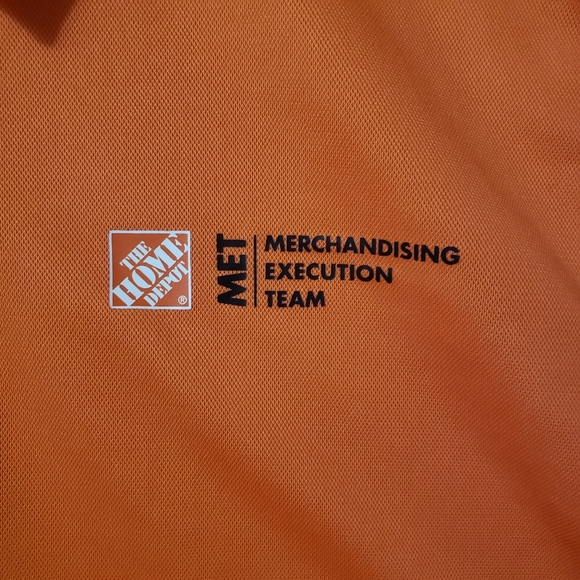 THE
HOME
DEPOT
®
MET
MERCHANDISING
EXECUTION
TEAM